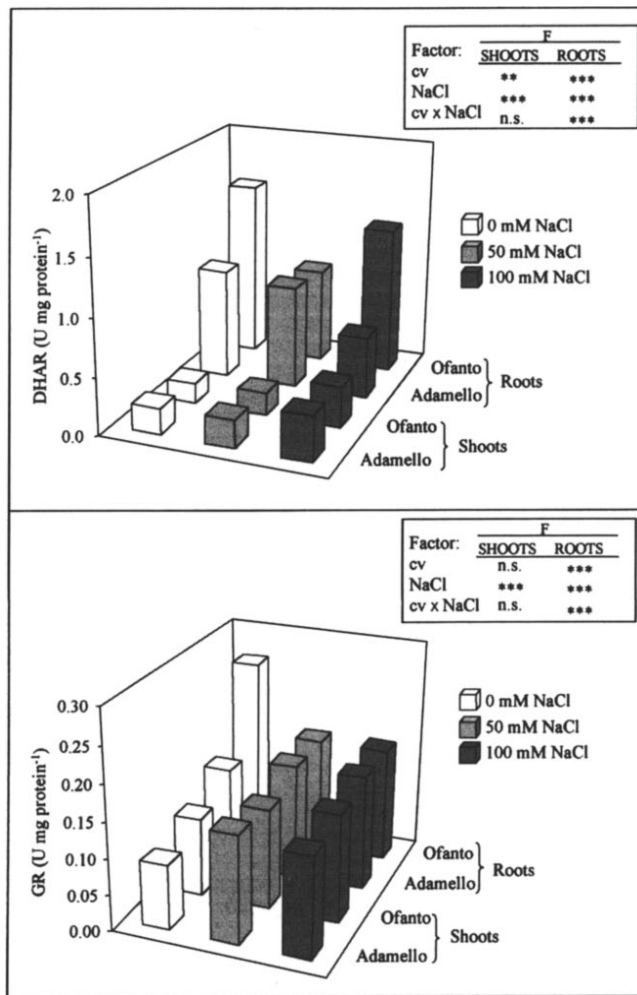 F
Factor: SHOOTS ROOTS
cv ** ***
NaCl *** ***
cv x NaCl n.s. ***
2.0
1.5
1.0
0.5
0.0
DHAR (U mg protein⁻¹)
0 mM NaCl
50 mM NaCl
100 mM NaCl
Ofanto
Adamello
Roots
Ofanto
Adamello
Shoots
F
Factor: SHOOTS ROOTS
cv n.s. ***
NaCl *** ***
cv x NaCl n.s. ***
0.30
0.25
0.20
0.15
0.10
0.05
0.00
GR (U mg protein⁻¹)
0 mM NaCl
50 mM NaCl
100 mM NaCl
Ofanto
Adamello
Roots
Ofanto
Adamello
Shoots